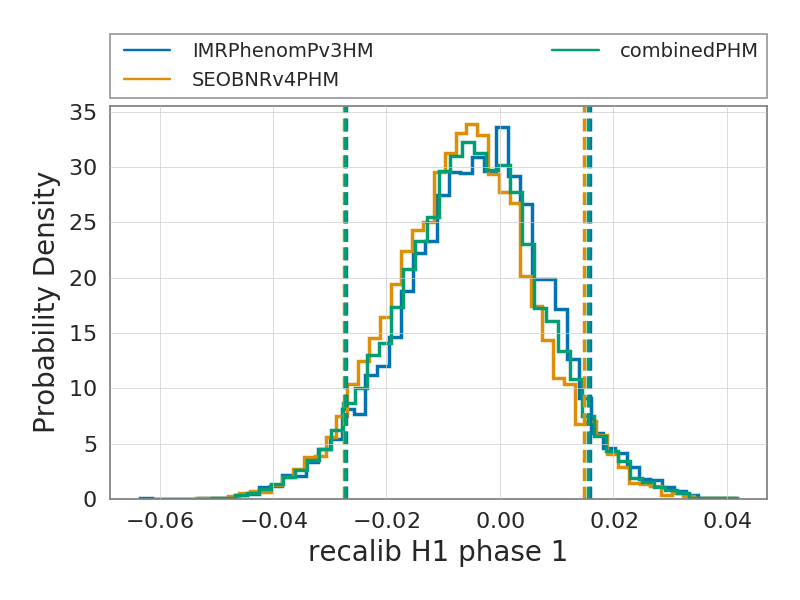 IMRPhenomPv3HM
SEOBNRv4PHM
combinedPHM
35
30
25
20
15
10
5
0
Probability Density
−0.06 −0.04 −0.02 0.00 0.02 0.04
recalib H1 phase 1